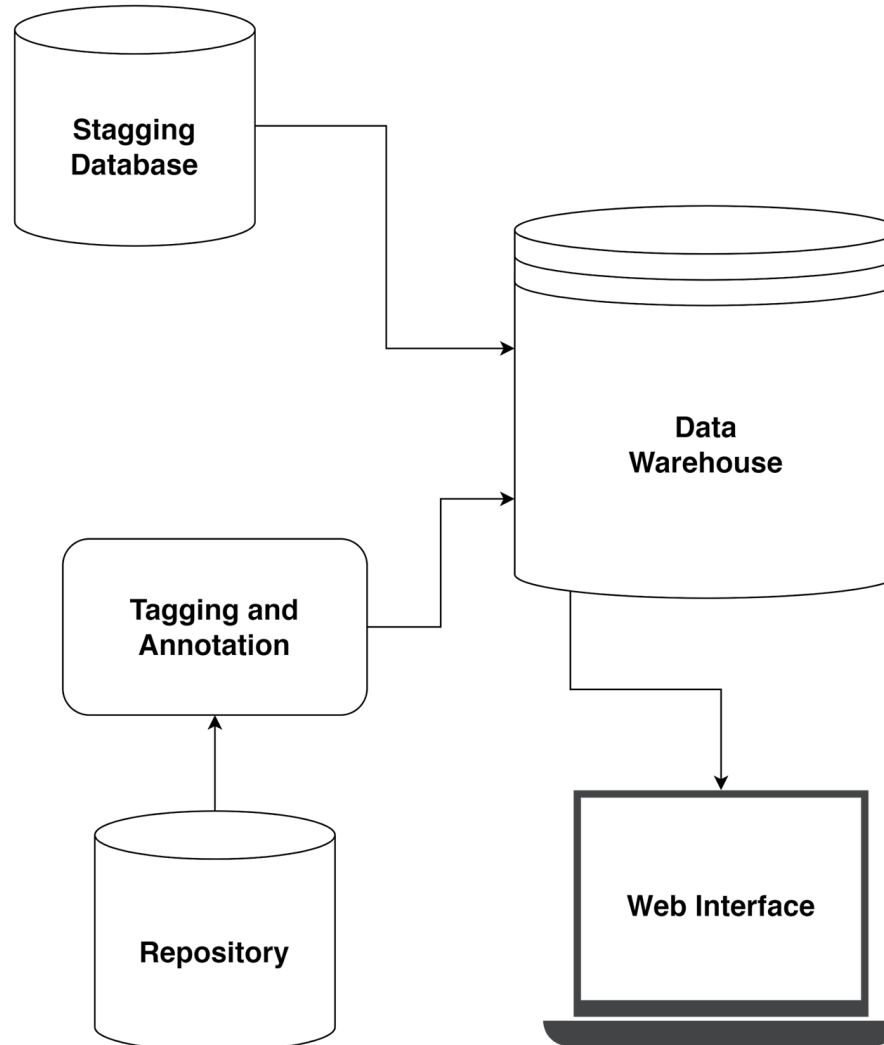 Stagging
Database
Data
Warehouse
Tagging and
Annotation
Repository
Web Interface